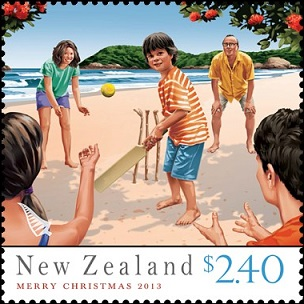 New Zealand $2.40
MERRY CHRISTMAS 2013